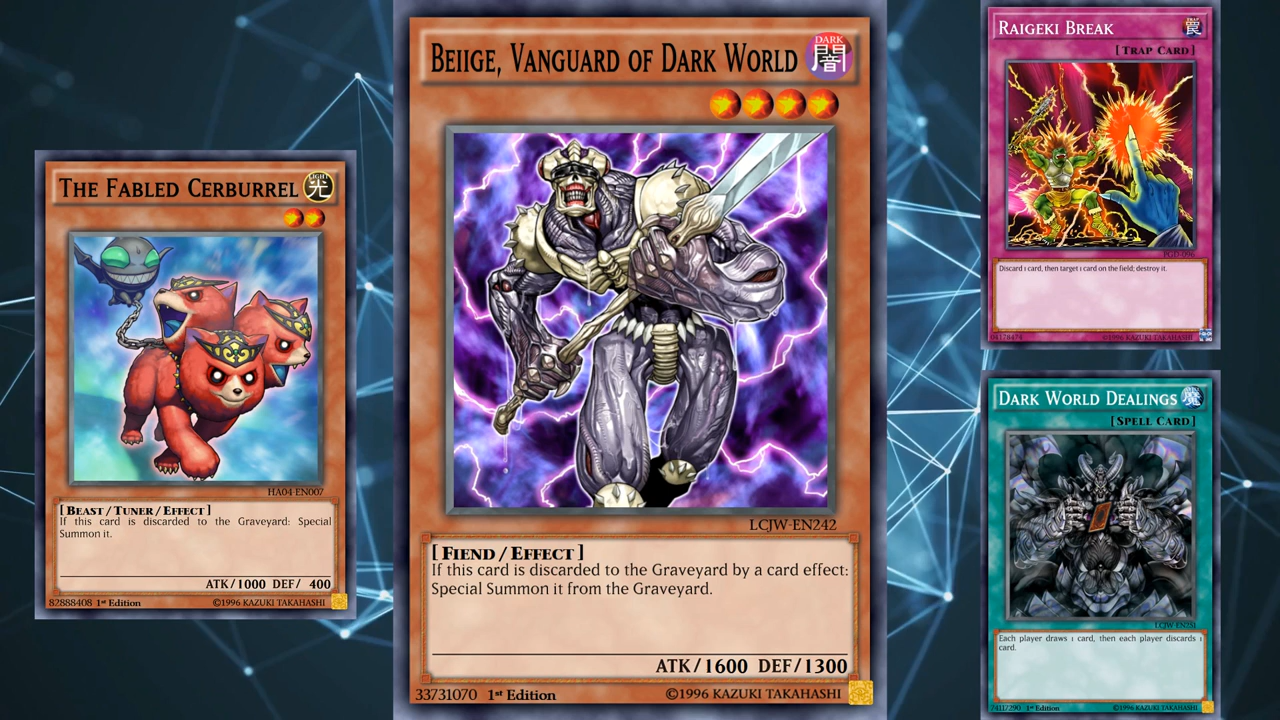 THE FABLED CERBURREL
LIGHT
光
HA04-EN007
[ BEAST / TUNER / EFFECT ]
If this card is discarded to the Graveyard: Special
Summon it.
ATK/1000 DEF/ 400
82888408 1st Edition ©1996 KAZUKI TAKAHASHI
BEIIGE, VANGUARD OF DARK WORLD
DARK
闇
LCJW-EN242
[ FIEND / EFFECT ]
If this card is discarded to the Graveyard by a card effect:
Special Summon it from the Graveyard.
ATK/1600 DEF/1300
33731070 1st Edition ©1996 KAZUKI TAKAHASHI
RAIGEKI BREAK
罠
[TRAP CARD]
PGD-096
Discard 1 card, then target 1 card on the field; destroy it.
04178474 ©1996 KAZUKI TAKAHASHI
DARK WORLD DEALINGS
魔
[SPELL CARD]
LCJW-EN251
Each player draws 1 card, then each player discards 1
card.
74117290 1st Edition ©1996 KAZUKI TAKAHASHI